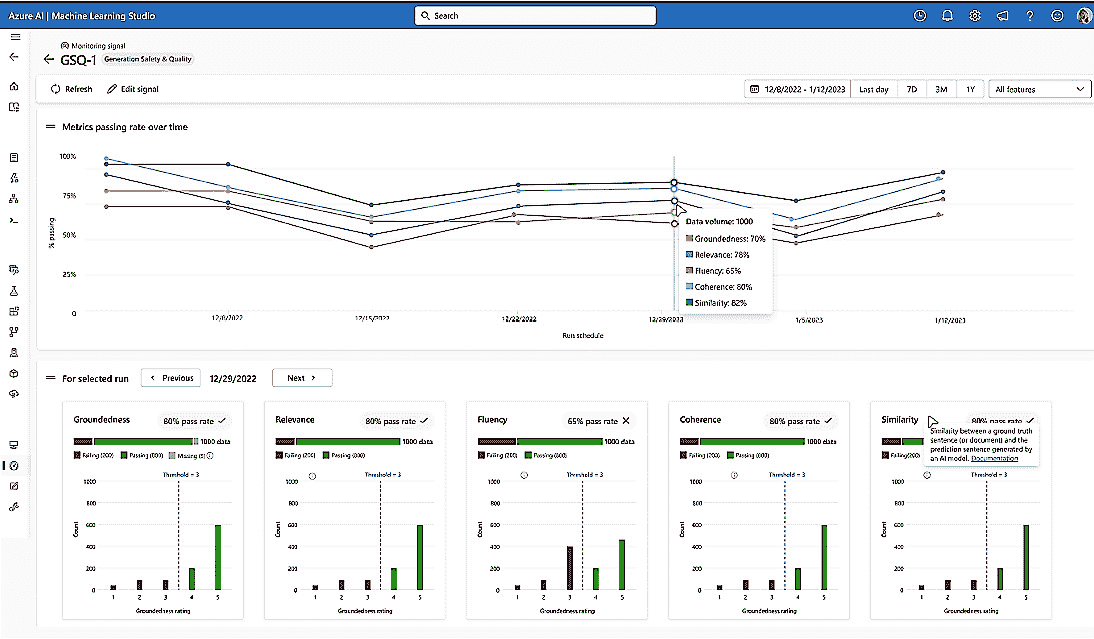 Azure AI | Machine Learning Studio
Search
Monitoring signal
GSQ-1 Generation Safety & Quality
Refresh Edit signal
12/8/2022 - 1/12/2023 Last day 7D 3M 1Y All features
Metrics passing rate over time
100%
75%
50%
25%
0
% passing
Data volume: 1000
Groundedness: 70%
Relevance: 78%
Fluency: 65%
Coherence: 80%
Similarity: 82%
12/8/2022 12/15/2022 12/22/2022 12/29/2023 1/5/2023 1/12/2023
Run schedule
For selected run Previous 12/29/2022 Next
Groundedness 80% pass rate
1000 data
Failing (200) Passing (800) Missing (5)
Threshold = 3
1000
800
600
400
200
0
Count
1 2 3 4 5
Groundedness rating
Relevance 80% pass rate
1000 data
Failing (200) Passing (800)
Threshold = 3
1000
800
600
400
200
0
Count
1 2 3 4 5
Groundedness rating
Fluency 65% pass rate
1000 data
Failing (200) Passing (800)
Threshold = 3
1000
800
600
400
200
0
Count
1 2 3 4 5
Groundedness rating
Coherence 80% pass rate
1000 data
Failing (200) Passing (800)
Threshold = 3
1000
800
600
400
200
0
Count
1 2 3 4 5
Groundedness rating
Similarity 80% pass rate
Similarity between a ground truth
sentence (or document) and the
prediction sentence generated by
an AI model. Documentation
Failing (200)
Threshold = 3
1000
800
600
400
200
0
Count
1 2 3 4 5
Groundedness rating